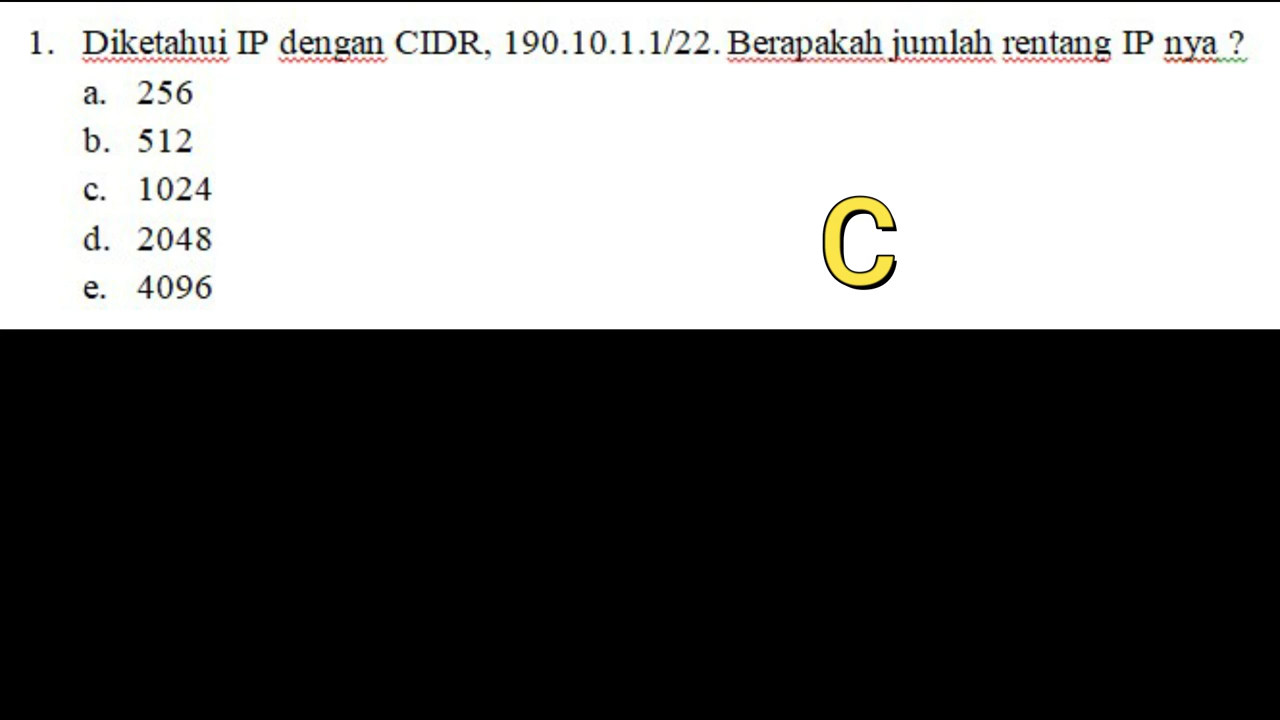 1. Diketahui IP dengan CIDR, 190.10.1.1/22. Berapakah jumlah rentang IP nya ?
a. 256
b. 512
c. 1024
d. 2048
e. 4096
C